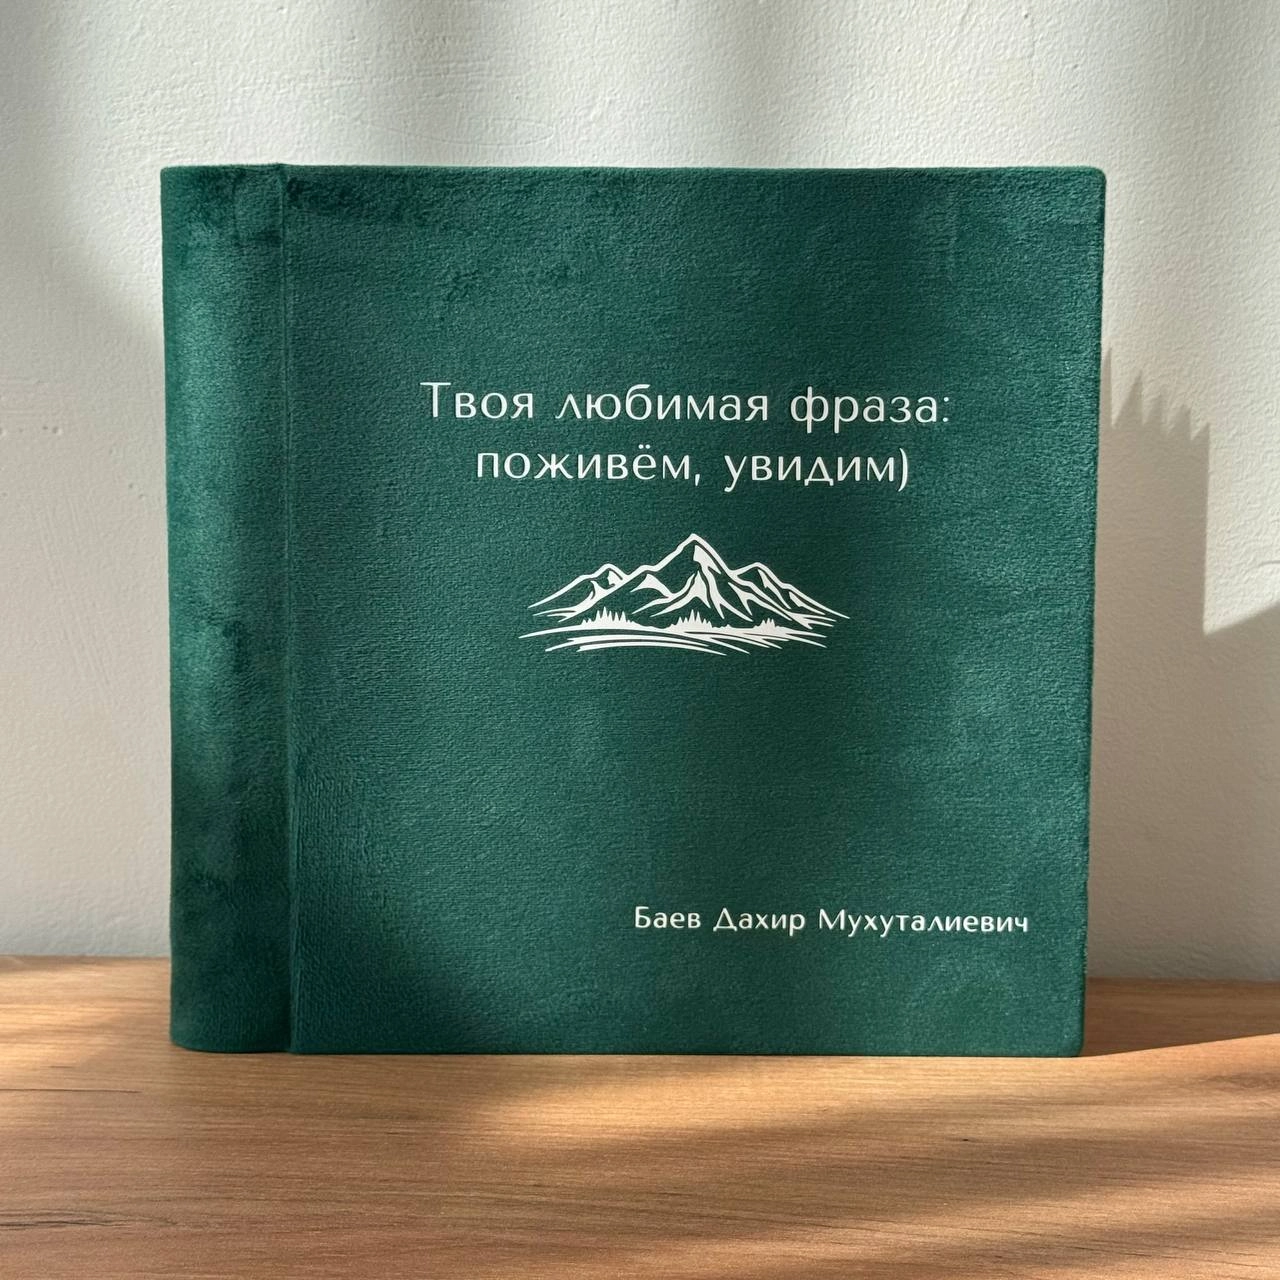 Твоя любимая фраза:
поживём, увидим)
Баев Дахир Мухуталиевич